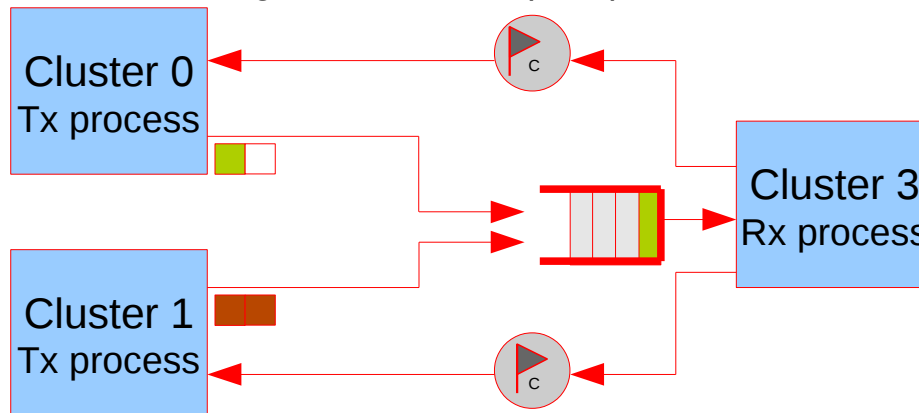 Cluster 0
Tx process
C
Cluster 3
Rx process
Cluster 1
Tx process
C